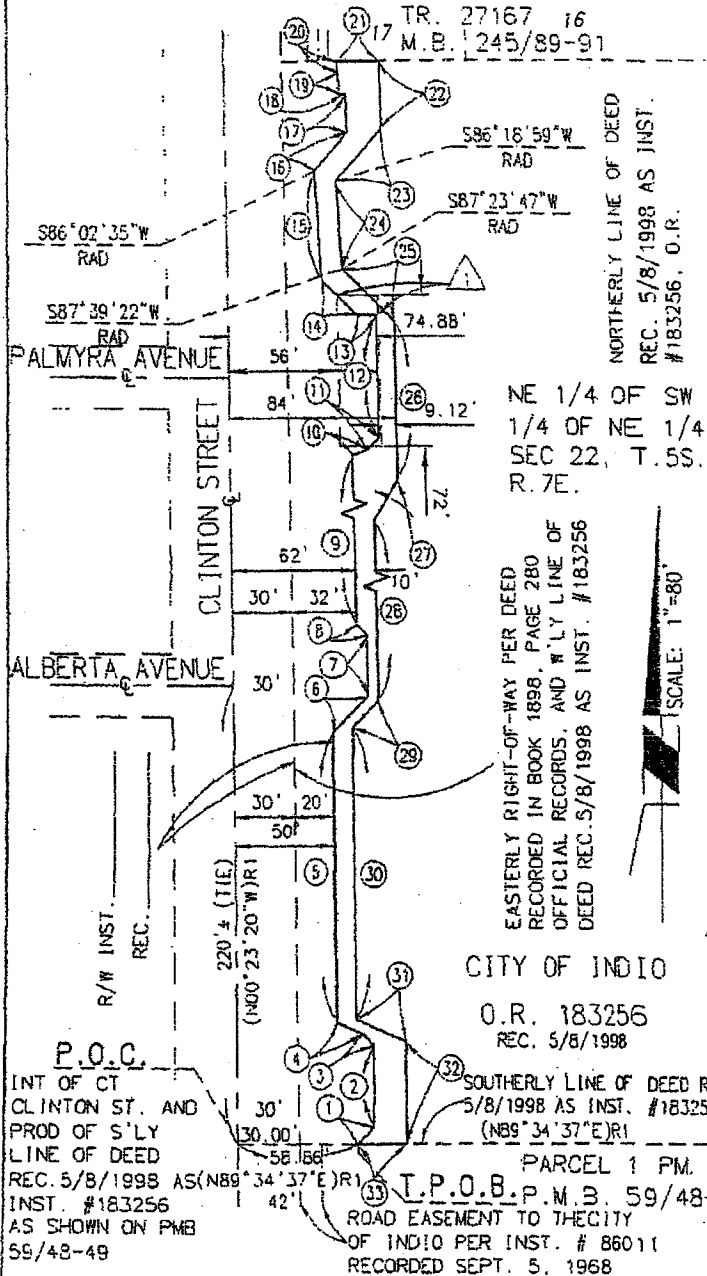 TR. 27167 16
M.B. 245/89-91
17
20
21
19
18
22
17
16
S86°18'59"W
RAD
23
S87°23'47"W
RAD
24
15
25
S86°02'35"W
RAD
1
S87°39'22"W
RAD
14
13
74.88'
NORTHERLY LINE OF DEED
REC. 5/8/1998 AS INST.
#183256, O.R.
PALMYRA AVENUE
℄
56'
12
11
84'
26
9.12'
10
72'
NE 1/4 OF SW
1/4 OF NE 1/4
SEC 22, T.5S.
R.7E.
CLINTON STREET
℄
27
9
62'
10'
30'
32'
28
8
ALBERTA AVENUE
℄
30'
7
6
29
EASTERLY RIGHT-OF-WAY PER DEED
RECORDED IN BOOK 1898, PAGE 280
OFFICIAL RECORDS, AND W'LY LINE OF
DEED REC.5/8/1998 AS INST. #183256
SCALE: 1"=80'
30'
20'
50'
5
30
R/W INST.
REC.
220'± (TIE)
(N00°23'20"W)R1
CITY OF INDIO
O.R. 183256
REC. 5/8/1998
31
4
3
2
32
1
P.O.C.
INT OF CT
CLINTON ST. AND
PROD OF S'LY
LINE OF DEED
REC.5/8/1998 AS
INST. #183256
AS SHOWN ON PMB
59/48-49
30'
30.00'
58.86'
(N89°34'37"E)R1
42'
33
SOUTHERLY LINE OF DEED R
5/8/1998 AS INST. #18325
(N89°34'37"E)R1
PARCEL 1 PM.
T.P.O.B. P.M.B. 59/48-
ROAD EASEMENT TO THECITY
OF INDIO PER INST. # 86011
RECORDED SEPT. 5, 1968